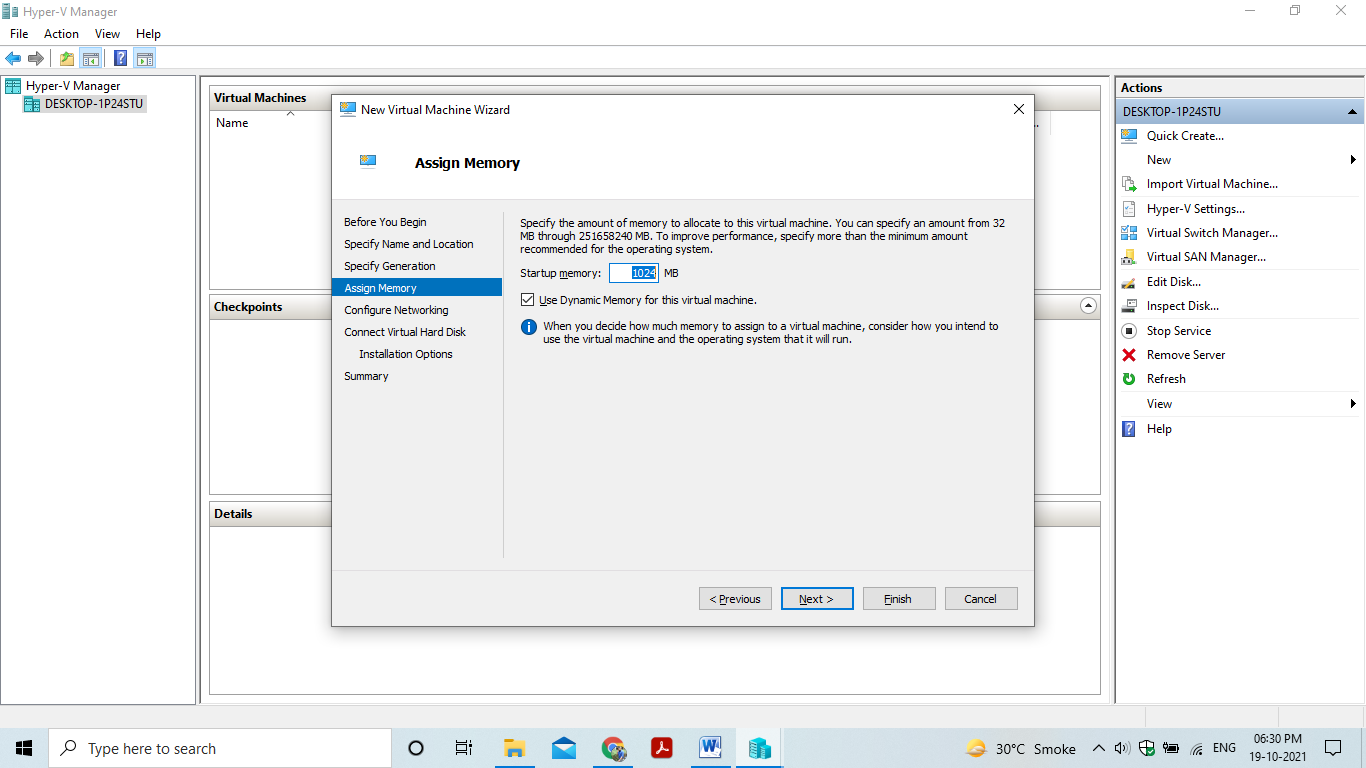 Hyper-V Manager
File Action View Help
Hyper-V Manager
DESKTOP-1P24STU
Virtual Machines
Name
..
Checkpoints
Details
New Virtual Machine Wizard
Assign Memory
Before You Begin
Specify Name and Location
Specify Generation
Assign Memory
Configure Networking
Connect Virtual Hard Disk
Installation Options
Summary
Specify the amount of memory to allocate to this virtual machine. You can specify an amount from 32
MB through 251658240 MB. To improve performance, specify more than the minimum amount
recommended for the operating system.
Startup memory: 1024 MB
Use Dynamic Memory for this virtual machine.
When you decide how much memory to assign to a virtual machine, consider how you intend to
use the virtual machine and the operating system that it will run.
< Previous Next > Finish Cancel
Actions
DESKTOP-1P24STU
Quick Create...
New
Import Virtual Machine...
Hyper-V Settings...
Virtual Switch Manager...
Virtual SAN Manager...
Edit Disk...
Inspect Disk...
Stop Service
Remove Server
Refresh
View
Help
Type here to search
30°C Smoke
ENG
06:30 PM
19-10-2021